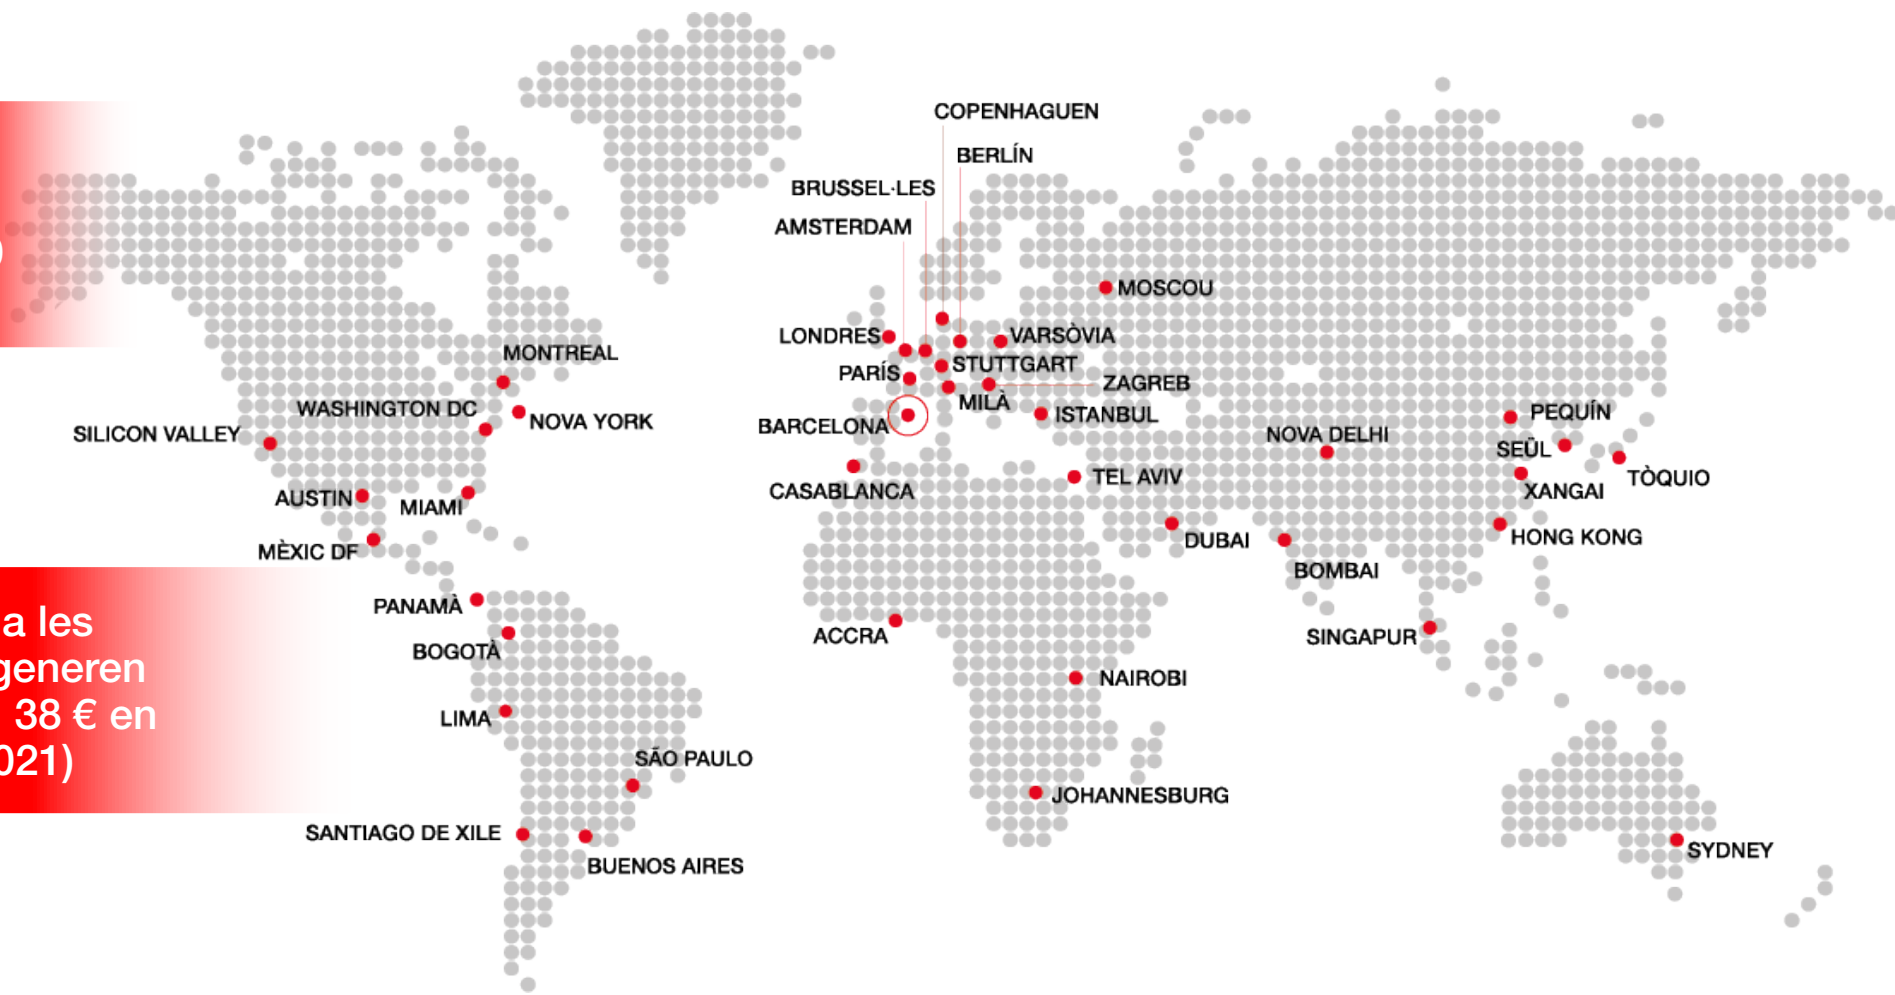 COPENHAGUEN
BERLÍN
BRUSSEL·LES
AMSTERDAM
)
MOSCOU
LONDRES
VARSÒVIA
MONTREAL
STUTTGART
PARÍS
ZAGREB
WASHINGTON DC
MILÀ
NOVA YORK
ISTANBUL
PEQUÍN
BARCELONA
SILICON VALLEY
NOVA DELHI
SEÜL
TEL AVIV
TÒQUIO
CASABLANCA
XANGAI
AUSTIN
MIAMI
HONG KONG
DUBAI
MÈXIC DF
BOMBAI
PANAMÀ
a les
generen
38 € en
021)
ACCRA
SINGAPUR
BOGOTÀ
NAIROBI
LIMA
SÃO PAULO
JOHANNESBURG
SANTIAGO DE XILE
BUENOS AIRES
SYDNEY